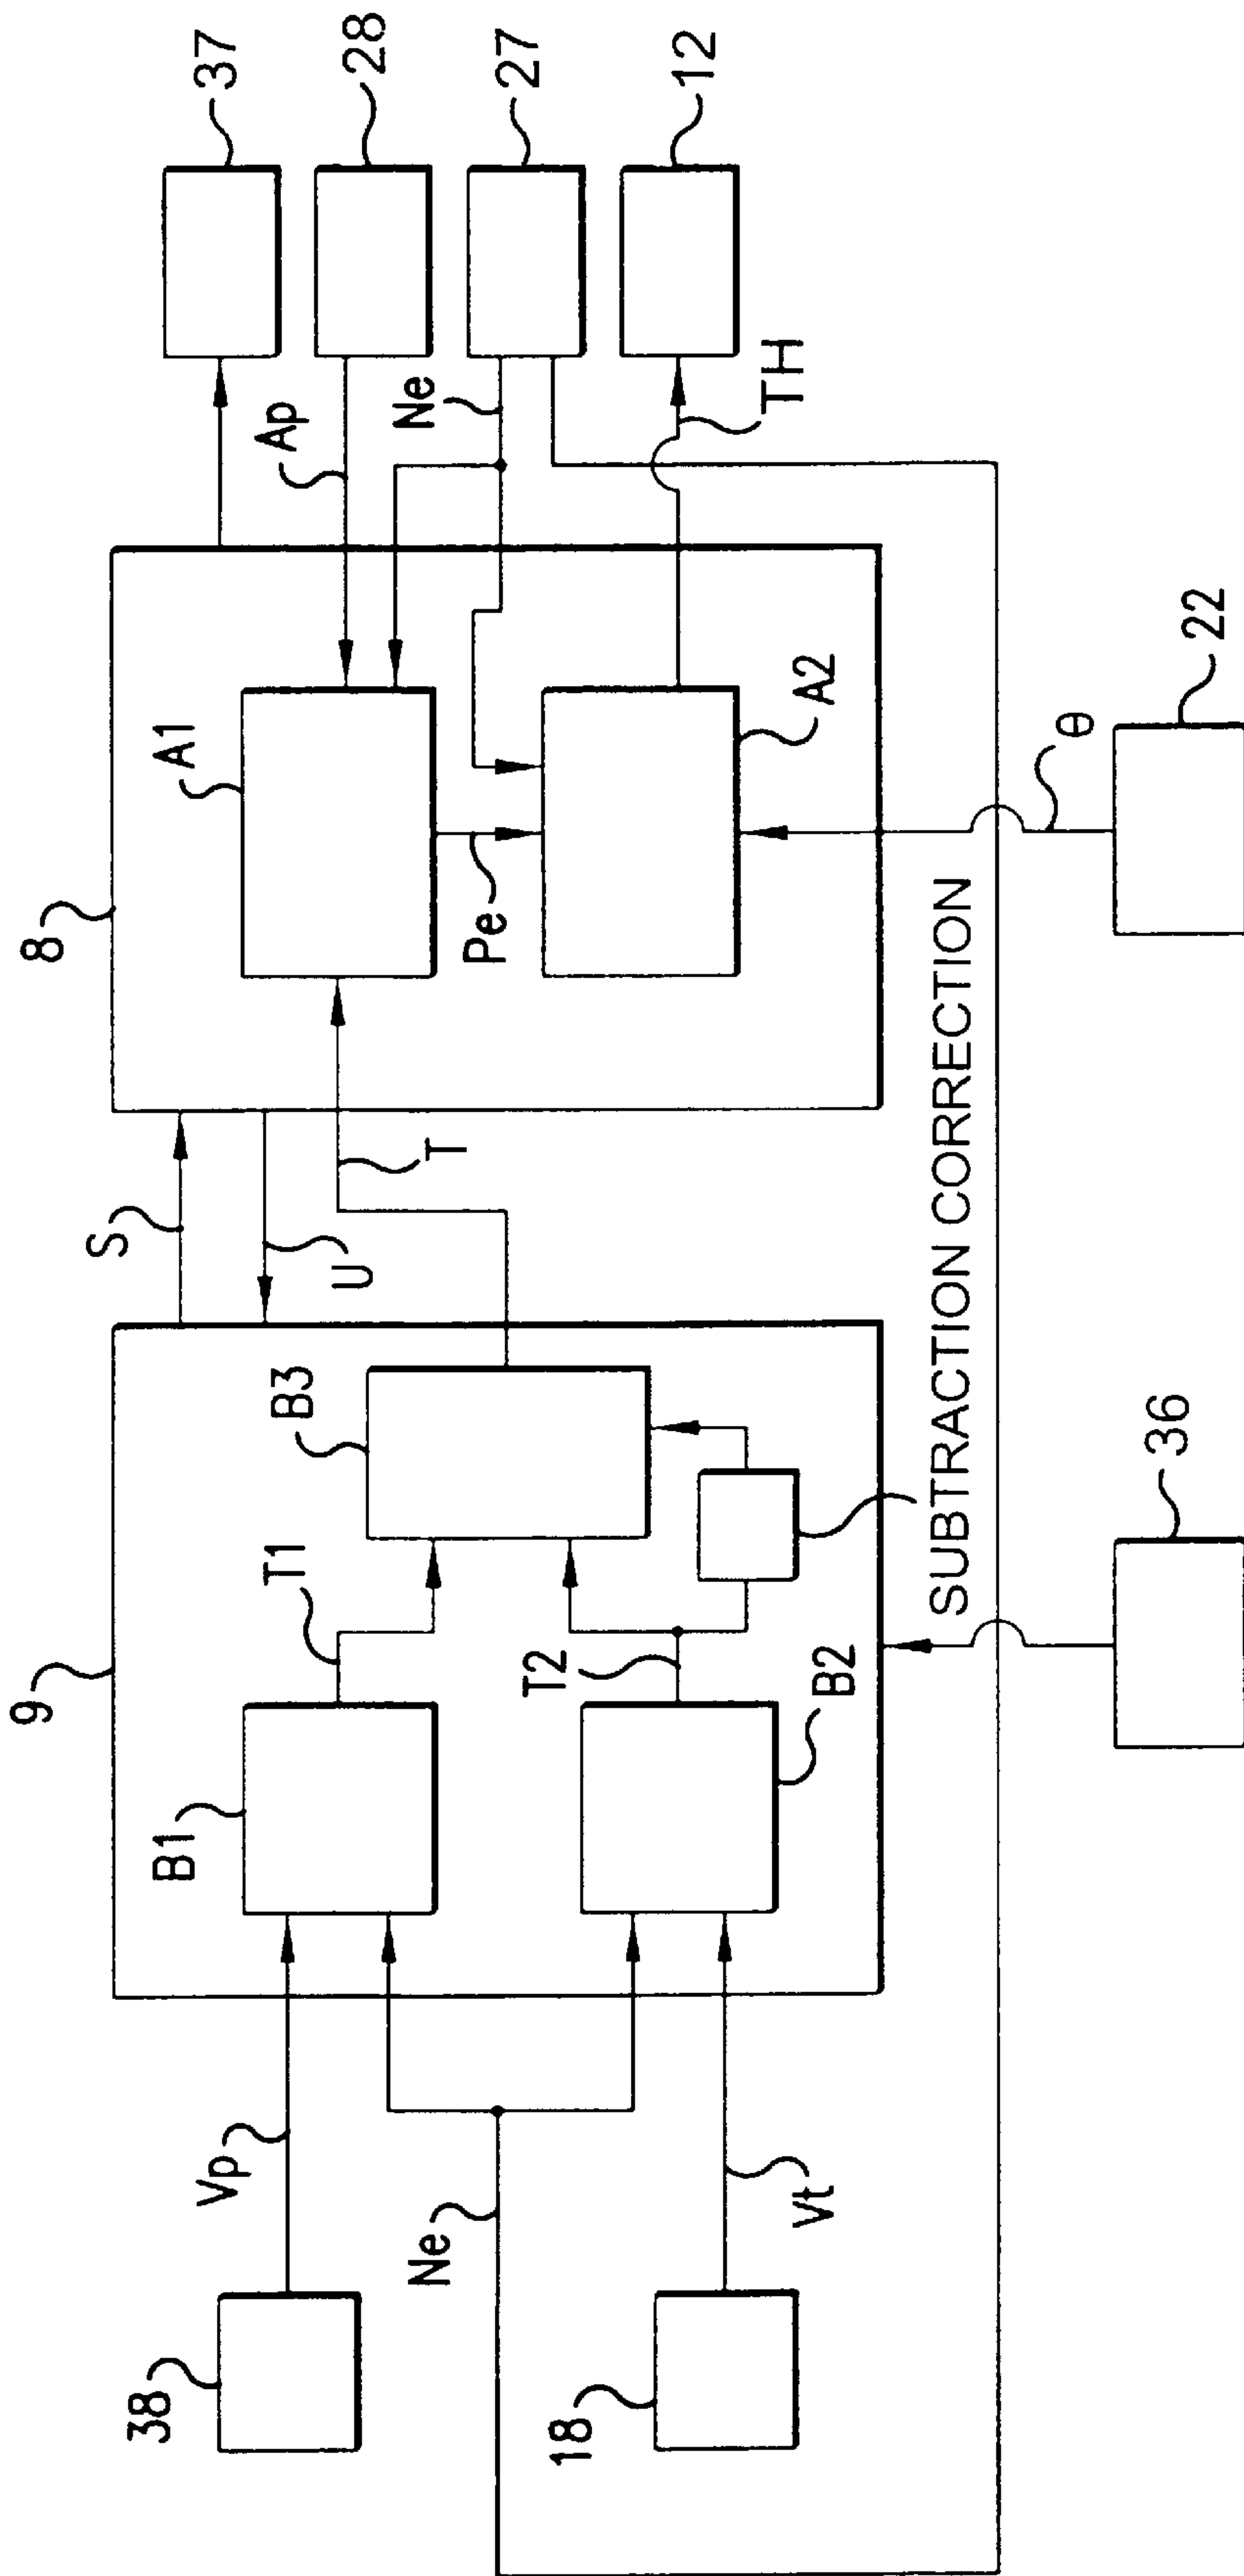 37
28
27
12
Ap
Ne
TH
8
A1
Pe
A2
θ
22
S
U
T
9
B3
T1
T2
B1
B2
SUBTRACTION CORRECTION
36
Vp
Ne
Vt
38
18